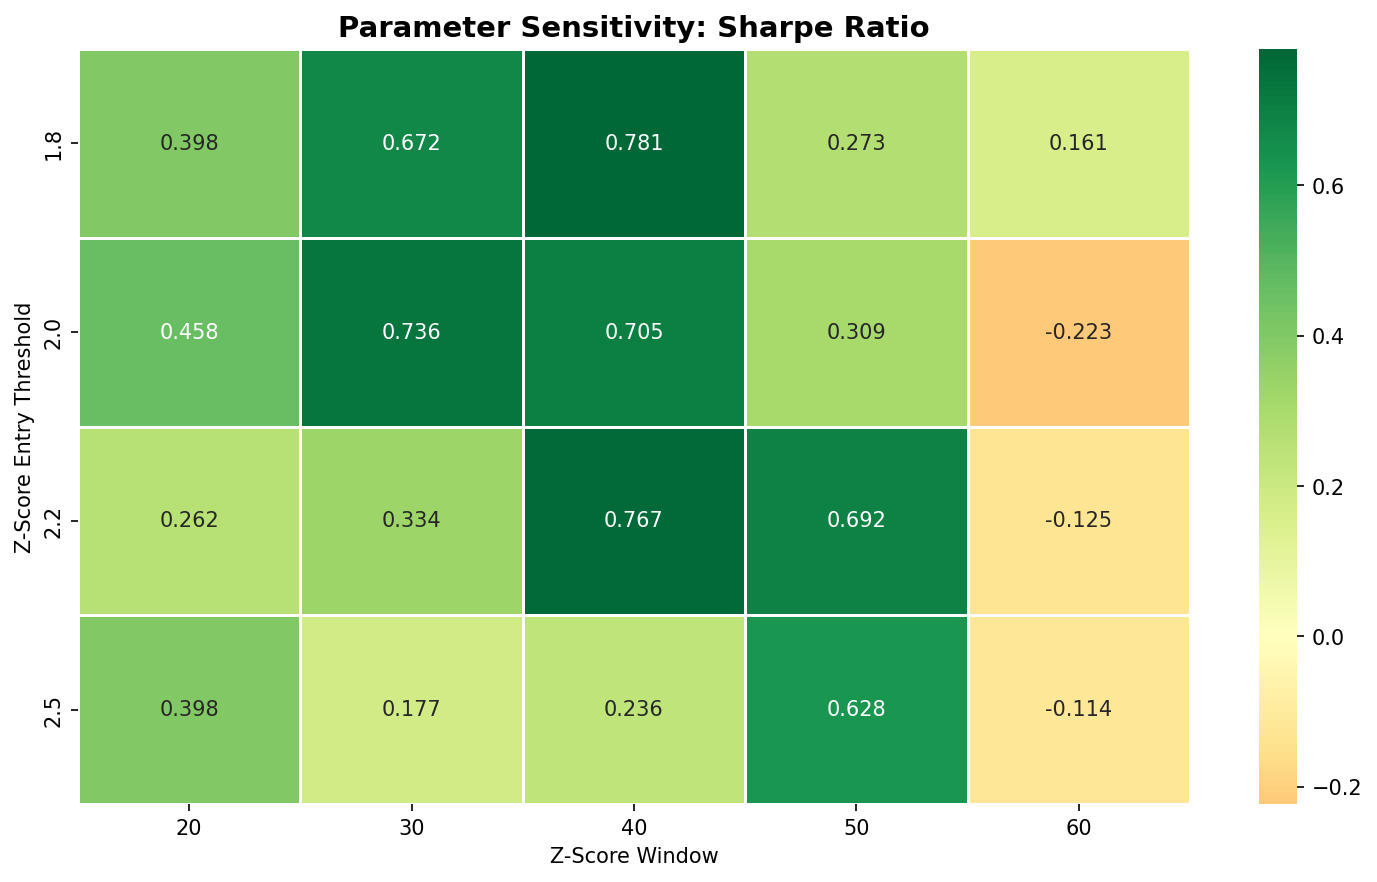 Parameter Sensitivity: Sharpe Ratio
Z-Score Entry Threshold
1.8
0.398 0.672 0.781 0.273 0.161
2.0
0.458 0.736 0.705 0.309 -0.223
2.2
0.262 0.334 0.767 0.692 -0.125
2.5
0.398 0.177 0.236 0.628 -0.114
20 30 40 50 60
Z-Score Window
0.6
0.4
0.2
0.0
−0.2